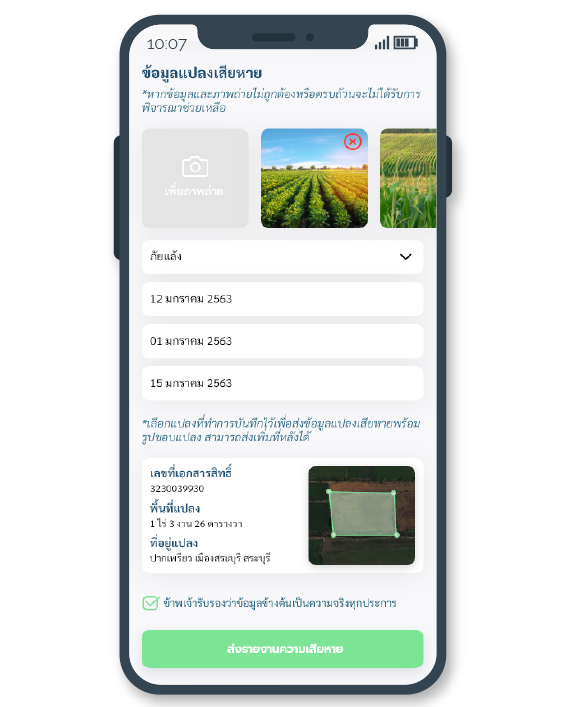 10:07
ข้อมูลแปลงเสียหาย
*หากข้อมูลและภาพถ่ายไม่ถูกต้องหรือครบถ้วนจะไม่ได้รับการ
พิจารณาช่วยเหลือ
เพิ่มภาพถ่าย
ภัยแล้ง
12 มกราคม 2563
01 มกราคม 2563
15 มกราคม 2563
*เลือกแปลงที่ทำการบันทึกไว้เพื่อส่งข้อมูลแปลงเสียหายพร้อม
รูปขอบแปลง สามารถส่งเพิ่มทีหลังได้
เลขที่เอกสารสิทธิ์
3230039930
พื้นที่แปลง
1 ไร่ 3 งาน 26 ตารางวา
ที่อยู่แปลง
ปากเพรียว เมืองสระบุรี สระบุรี
ข้าพเจ้ารับรองว่าข้อมูลข้างต้นเป็นความจริงทุกประการ
ส่งรายงานความเสียหาย